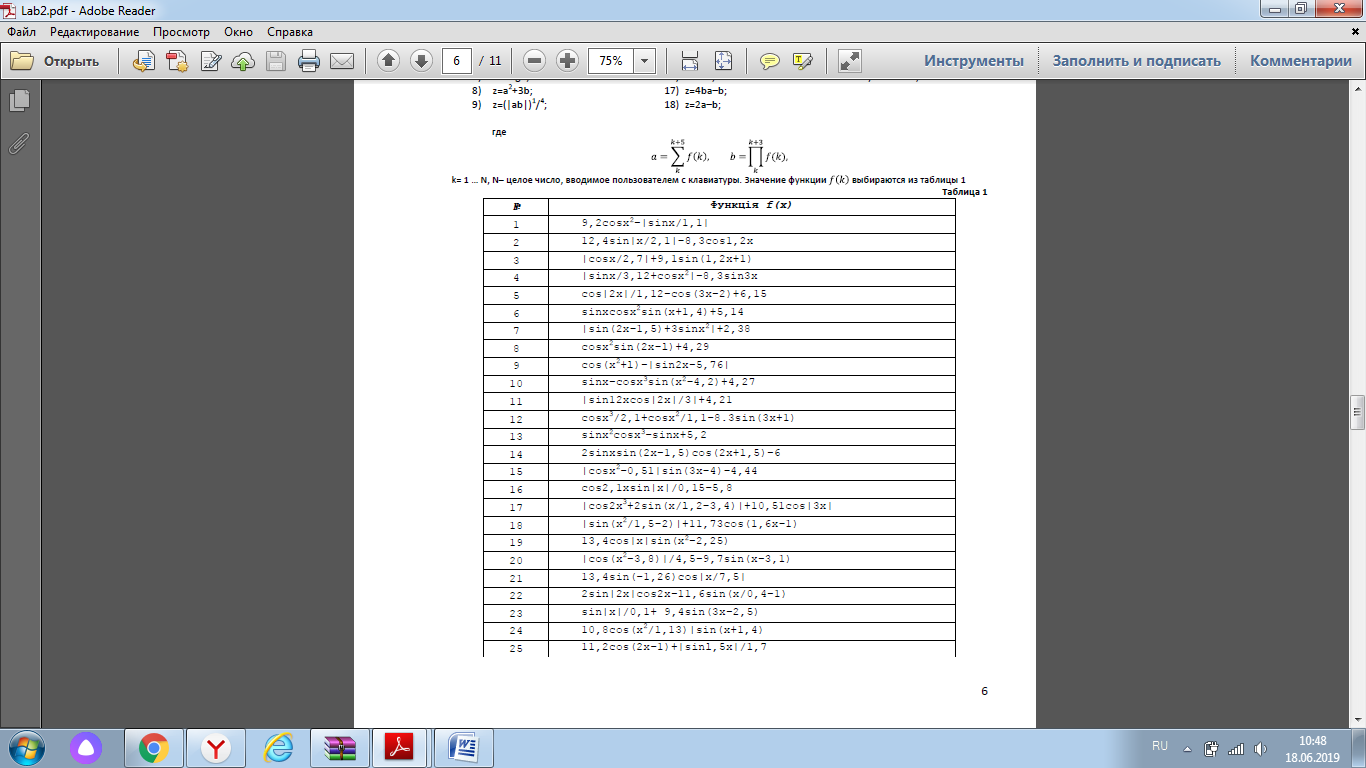 Lab2.pdf - Adobe Reader
Файл Редактирование Просмотр Окно Справка
Открыть 6 / 11 75% Инструменты Заполнить и подписать Комментарии
8) z=a²+3b; 17) z=4ba−b;
9) z=(|ab|)¹/⁴; 18) z=2a−b;
где
a = ∑ₖᵏ⁺⁵ f(k), b = ∏ₖᵏ⁺³ f(k),
k= 1 ... N, N– целое число, вводимое пользователем с клавиатуры. Значение функции f(k) выбираются из таблицы 1
Таблица 1
№ Функція f(x)
1 9,2cosx²−|sinx/1,1|
2 12,4sin|x/2,1|−8,3cos1,2x
3 |cosx/2,7|+9,1sin(1,2x+1)
4 |sinx/3,12+cosx²|−8,3sin3x
5 cos|2x|/1,12−cos(3x−2)+6,15
6 sinxcosx²sin(x+1,4)+5,14
7 |sin(2x−1,5)+3sinx²|+2,38
8 cosx²sin(2x−1)+4,29
9 cos(x²+1)−|sin2x−5,76|
10 sinx−cosx³sin(x²−4,2)+4,27
11 |sin12xcos|2x|/3|+4,21
12 cosx³/2,1+cosx²/1,1−8.3sin(3x+1)
13 sinx²cosx³−sinx+5,2
14 2sinxsin(2x−1,5)cos(2x+1,5)−6
15 |cosx²−0,51|sin(3x−4)−4,44
16 cos2,1xsin|x|/0,15−5,8
17 |cos2x³+2sin(x/1,2−3,4)|+10,51cos|3x|
18 |sin(x²/1,5−2)|+11,73cos(1,6x−1)
19 13,4cos|x|sin(x²−2,25)
20 |cos(x²−3,8)|/4,5−9,7sin(x−3,1)
21 13,4sin(−1,26)cos|x/7,5|
22 2sin|2x|cos2x−11,6sin(x/0,4−1)
23 sin|x|/0,1+ 9,4sin(3x−2,5)
24 10,8cos(x²/1,13)|sin(x+1,4)
25 11,2cos(2x−1)+|sin1,5x|/1,7
6
RU 10:48
18.06.2019